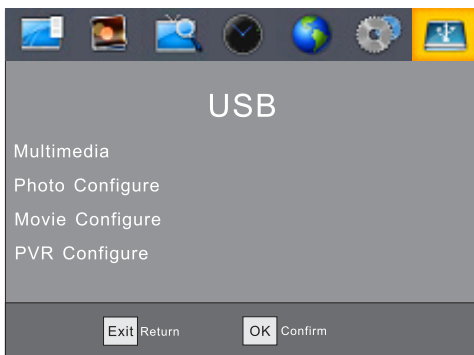 USB
Multimedia
Photo Configure
Movie Configure
PVR Configure
Exit Return OK Confirm